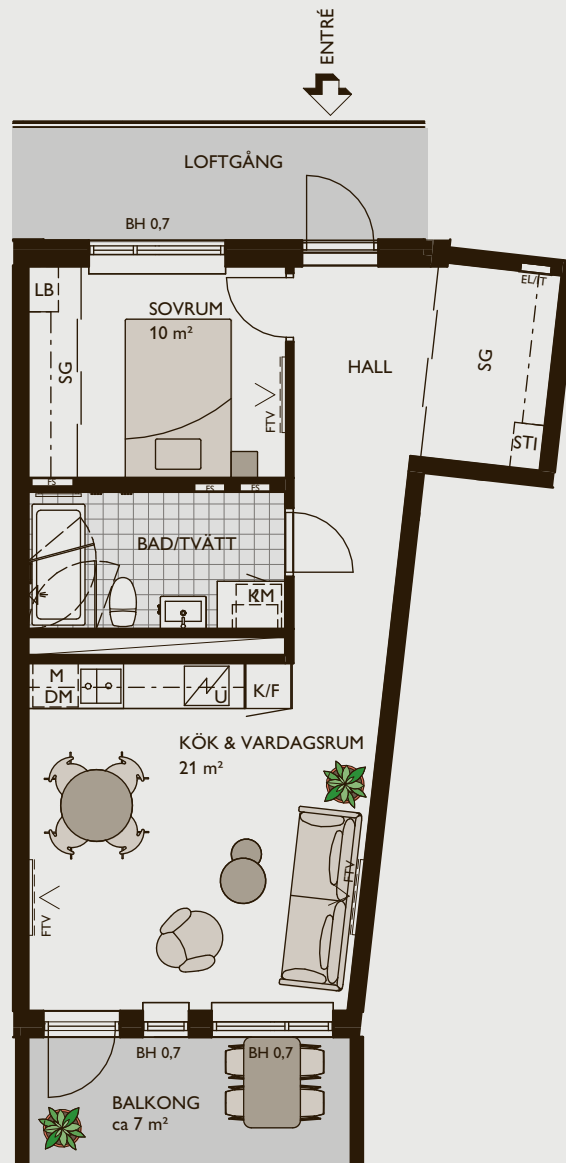 ENTRÉ
LOFTGÅNG
BH 0,7
EL/IT
LB
SOVRUM
10 m²
SG
SG
HALL
FTV
STI
FS
FS
FS
BAD/TVÄTT
KM
M
DM
U
K/F
KÖK & VARDAGSRUM
21 m²
FTV
FTV
BH 0,7
BH 0,7
BALKONG
ca 7 m²